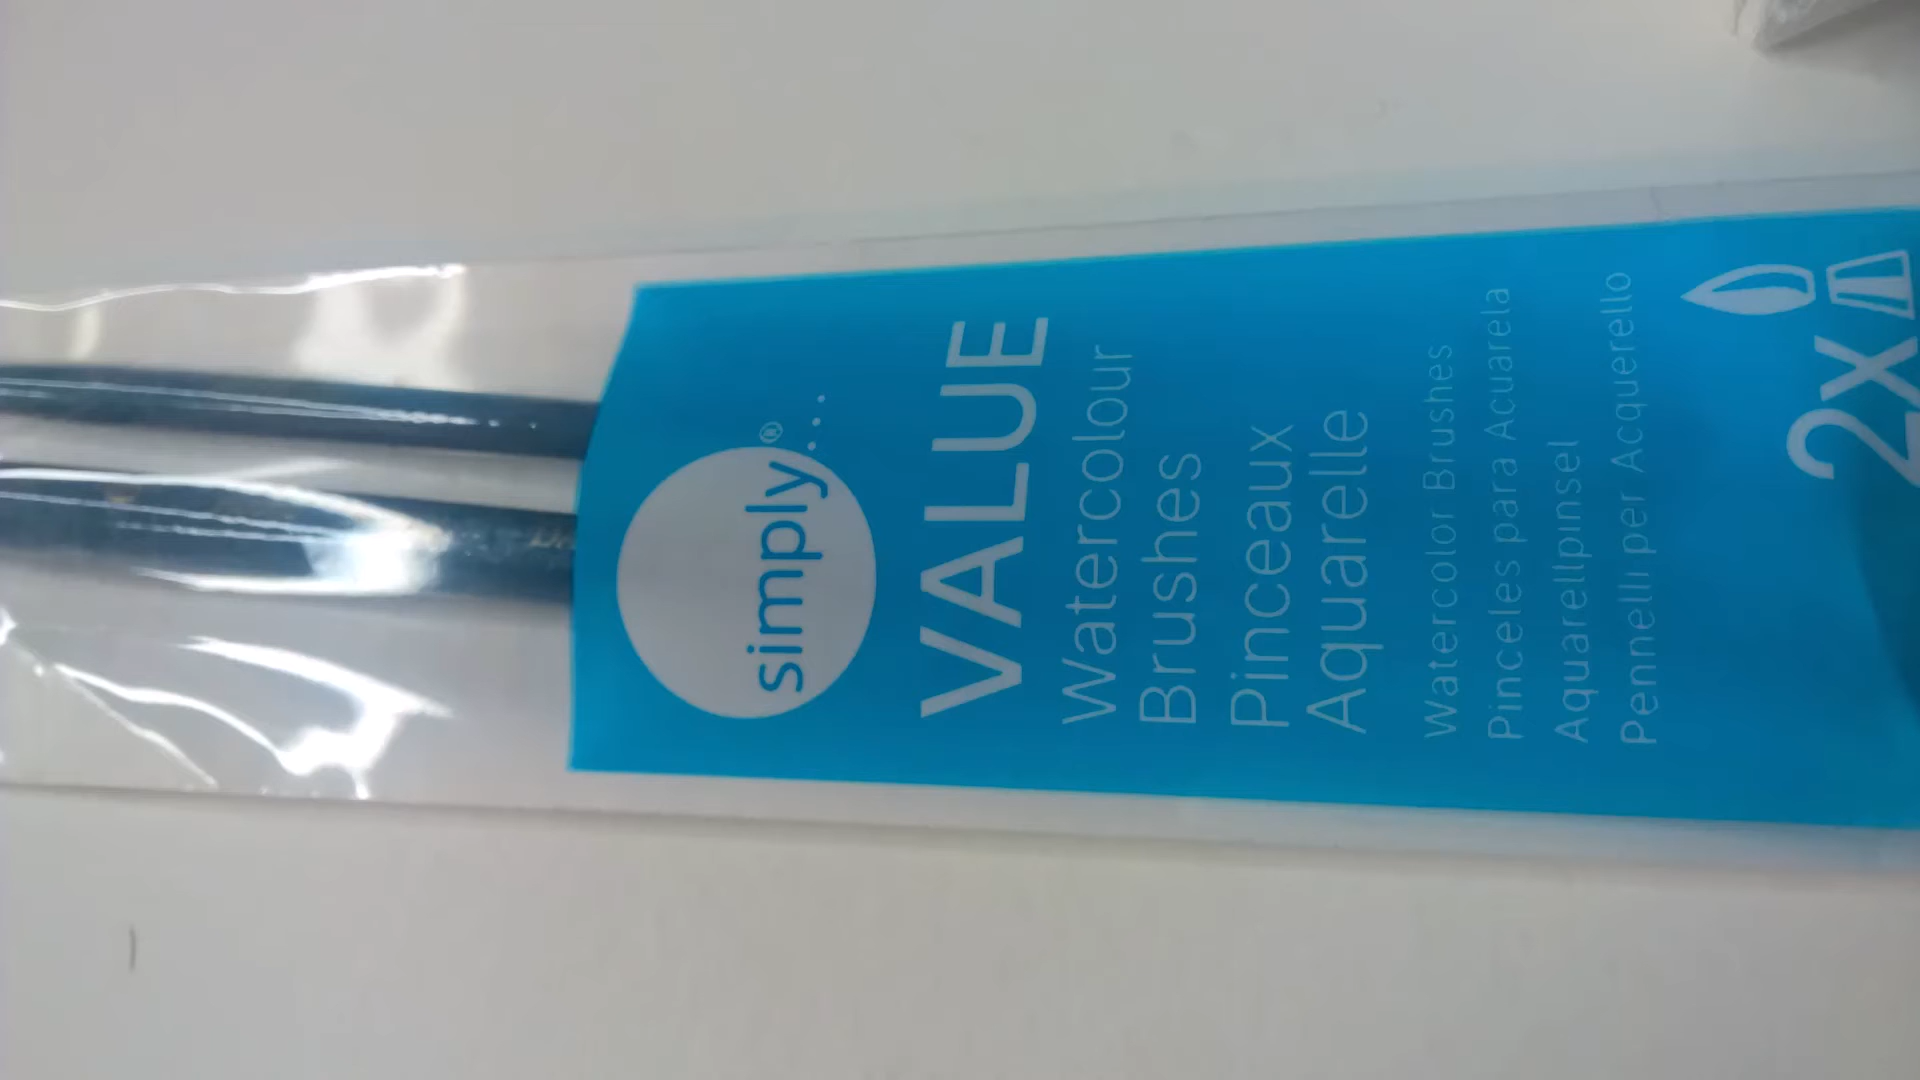 simply®...
VALUE
Watercolour
Brushes
Pinceaux
Aquarelle
Watercolor Brushes
Pinceles para Acuarela
Aquarellpinsel
Pennelli per Acquerello
2x